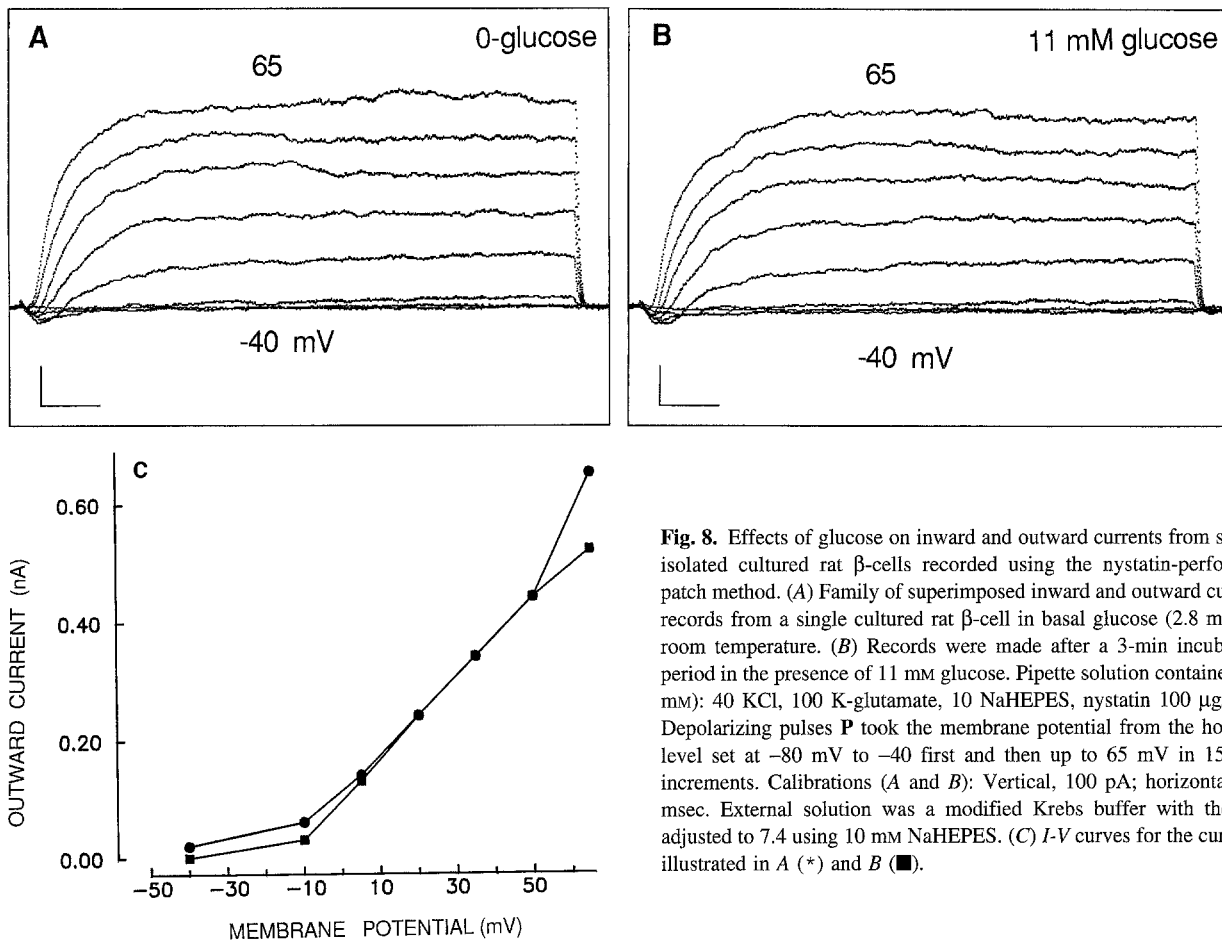 A
0-glucose
65
-40 mV
B
11 mM glucose
65
-40 mV
C
0.60
0.40
0.20
0.00
OUTWARD CURRENT (nA)
-50
-30
-10
10
30
50
MEMBRANE POTENTIAL (mV)
Fig. 8. Effects of glucose on inward and outward currents from s
isolated cultured rat β-cells recorded using the nystatin-perfo
patch method. (A) Family of superimposed inward and outward cu
records from a single cultured rat β-cell in basal glucose (2.8 m
room temperature. (B) Records were made after a 3-min incub
period in the presence of 11 mM glucose. Pipette solution containe
mM): 40 KCl, 100 K-glutamate, 10 NaHEPES, nystatin 100 μg
Depolarizing pulses P took the membrane potential from the ho
level set at −80 mV to −40 first and then up to 65 mV in 15
increments. Calibrations (A and B): Vertical, 100 pA; horizonta
msec. External solution was a modified Krebs buffer with the
adjusted to 7.4 using 10 mM NaHEPES. (C) I-V curves for the cur
illustrated in A (*) and B (■).